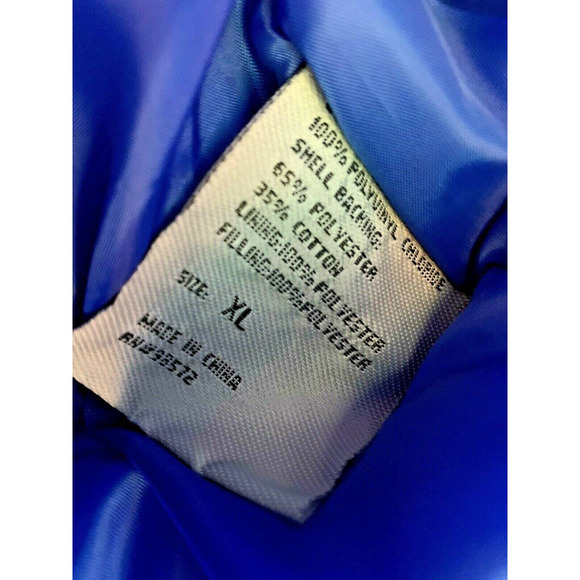 100% POLYVINYL CHLORIDE
SHELL BACKING:
65% POLYESTER
35% COTTON
LINING:100% POLYESTER
FILLING:100%POLYESTER
SIZE: XL
MADE IN CHINA